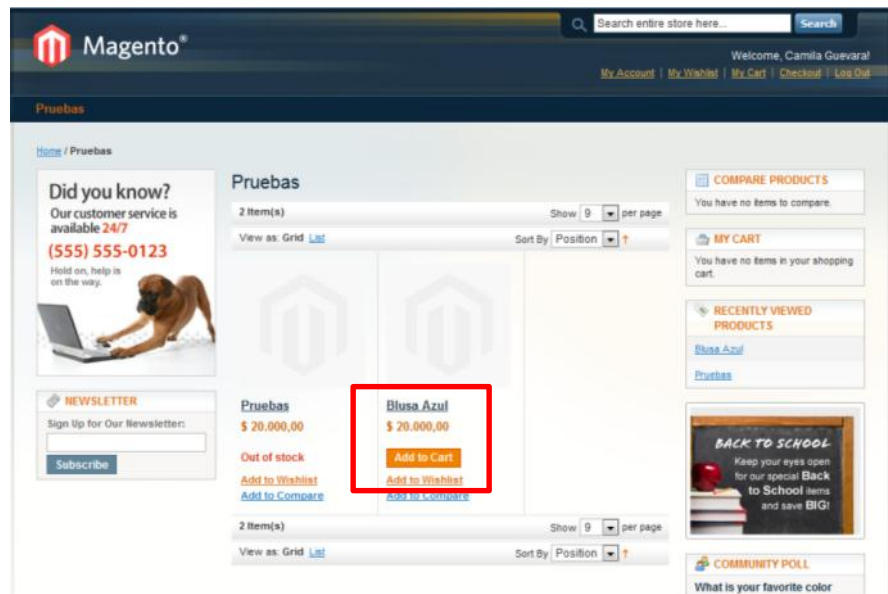 Magento®
Search entire store here...
Search
Welcome, Camila Guevara!
My Account | My Wishlist | My Cart | Checkout | Log Out
Pruebas
Home / Pruebas
Did you know?
Our customer service is
available 24/7
(555) 555-0123
Hold on, help is
on the way.
NEWSLETTER
Sign Up for Our Newsletter:
Subscribe
Pruebas
2 Item(s)
Show 9 per page
View as: Grid List
Sort By Position
Pruebas
$ 20.000,00
Out of stock
Add to Wishlist
Add to Compare
Blusa Azul
$ 20.000,00
Add to Cart
Add to Wishlist
Add to Compare
2 Item(s)
Show 9 per page
View as: Grid List
Sort By Position
COMPARE PRODUCTS
You have no items to compare.
MY CART
You have no items in your shopping
cart.
RECENTLY VIEWED
PRODUCTS
Blusa Azul
Pruebas
BACK TO SCHOOL
Keep your eyes open
for our special Back
to School items
and save BIG!
COMMUNITY POLL
What is your favorite color